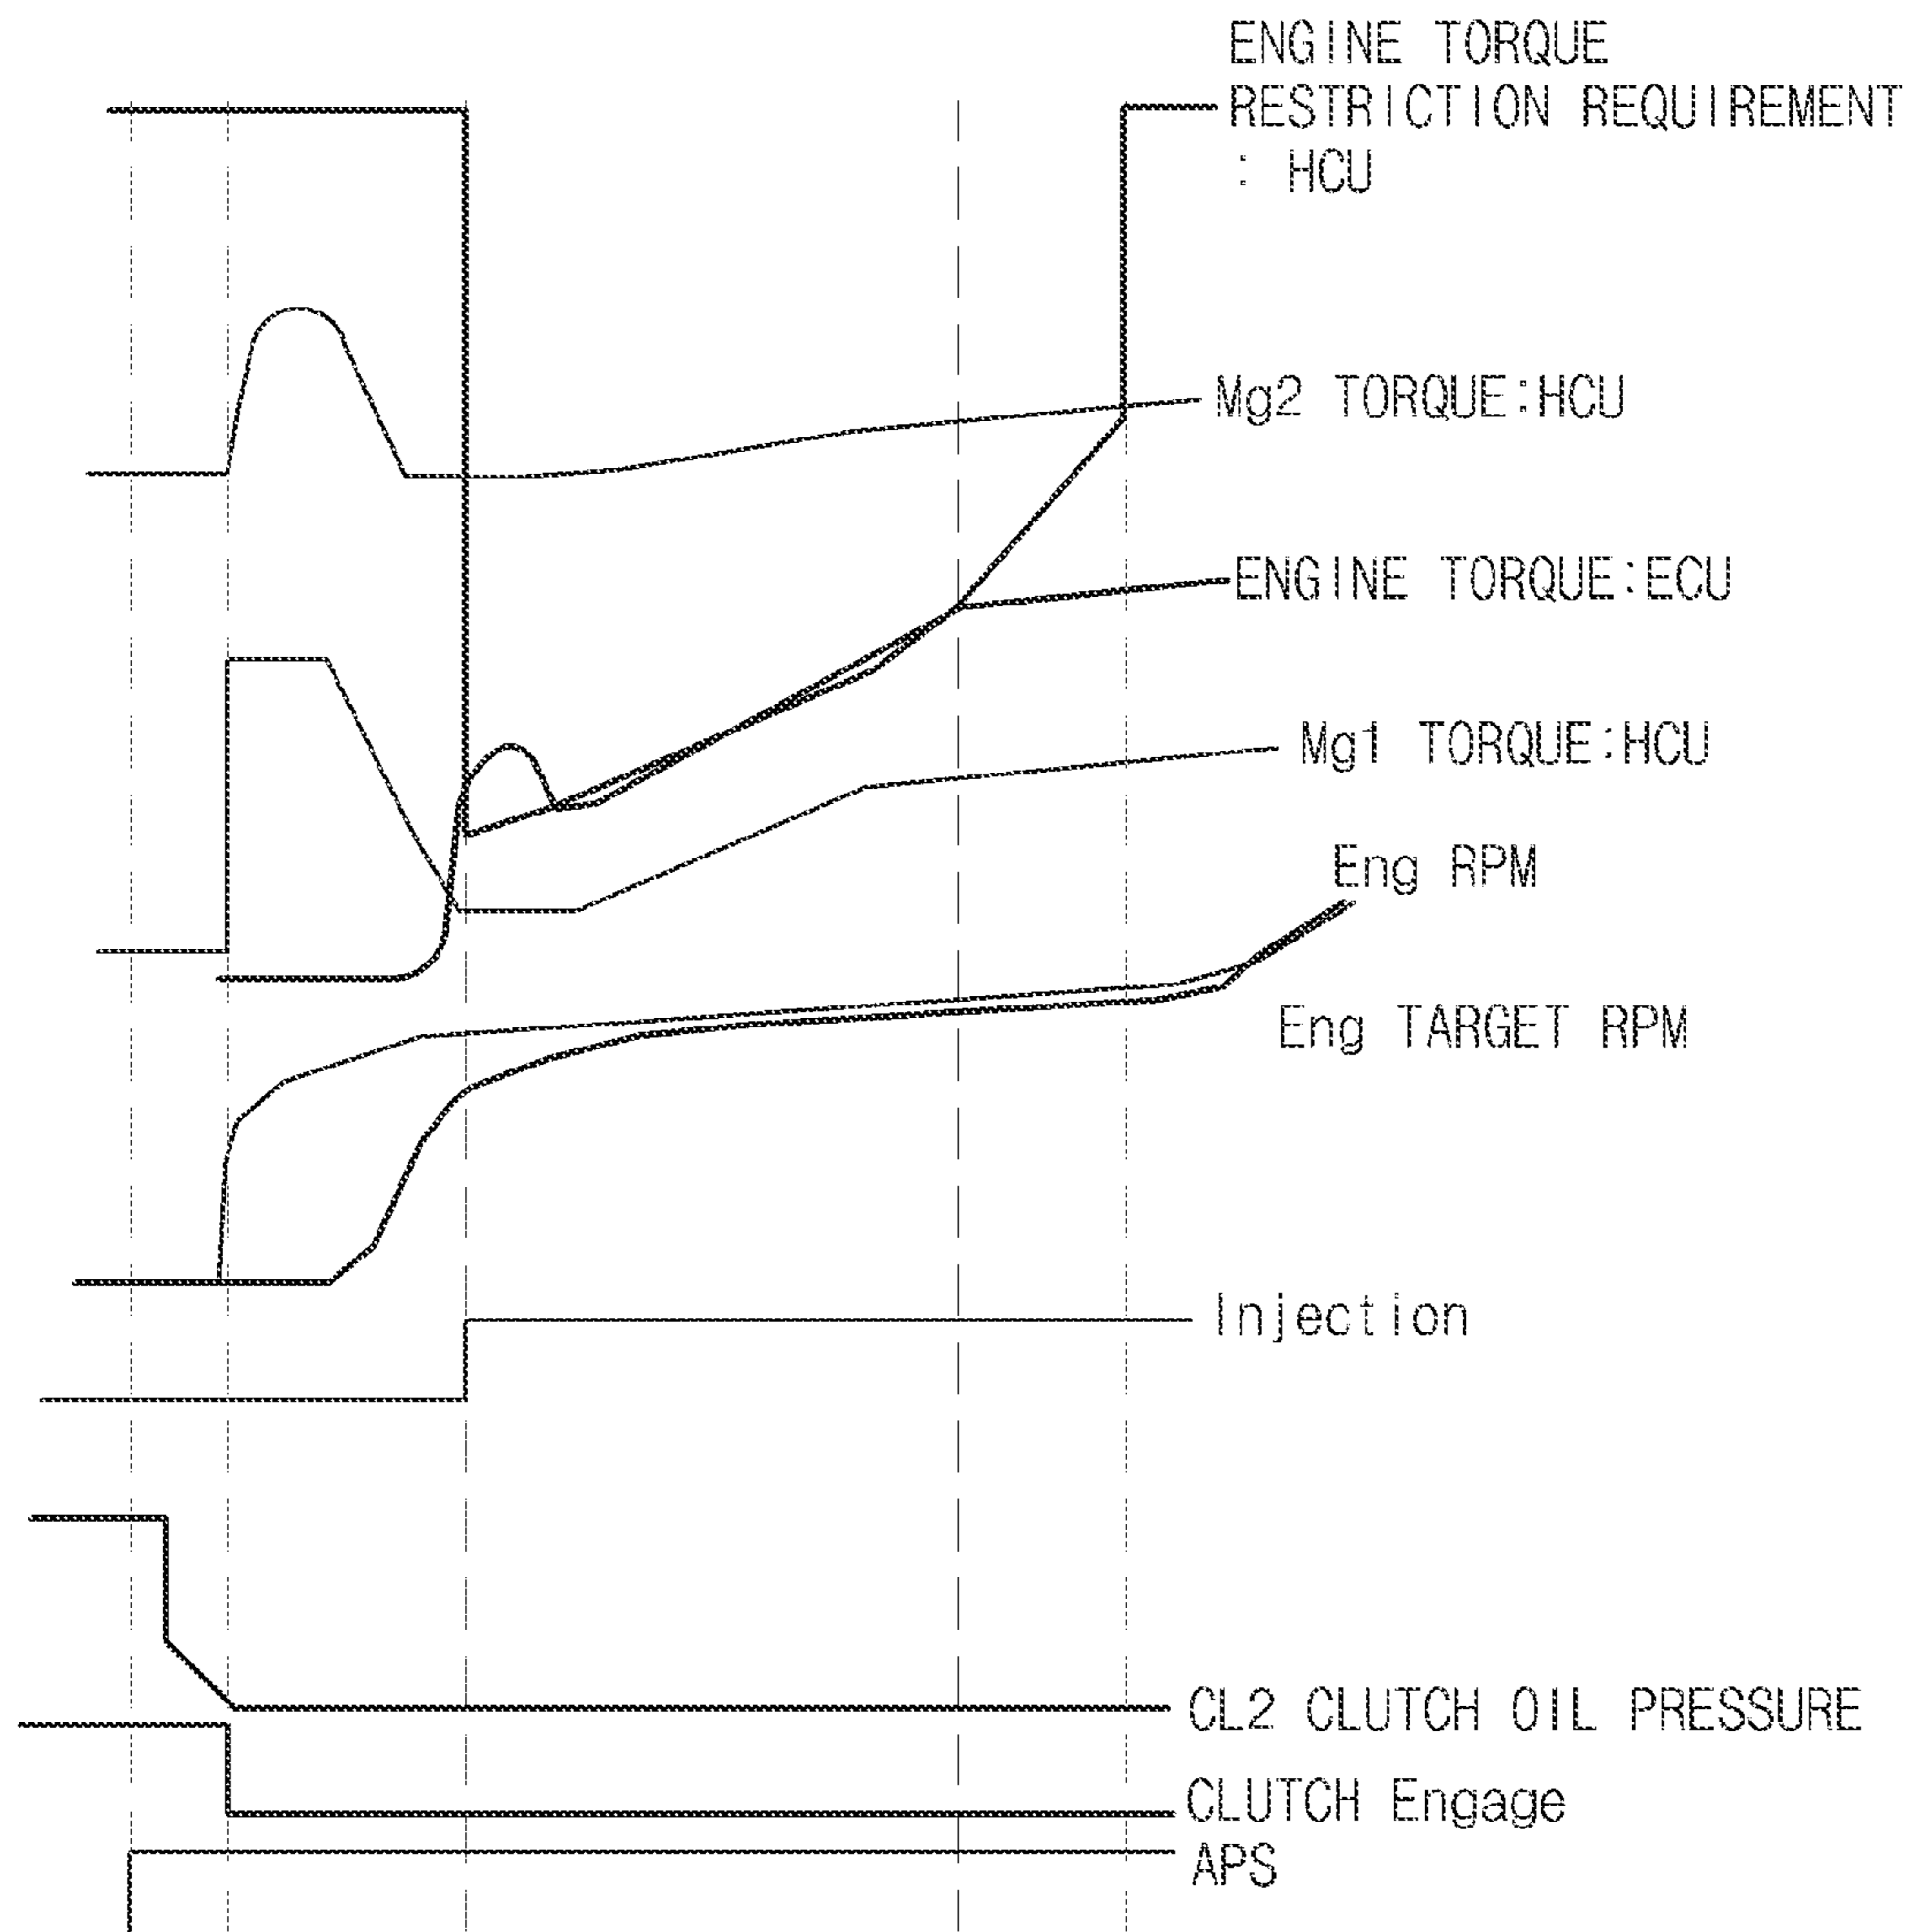 ENGINE TORQUE
RESTRICTION REQUIREMENT
: HCU
Mg2 TORQUE:HCU
ENGINE TORQUE:ECU
Mg1 TORQUE:HCU
Eng RPM
Eng TARGET RPM
Injection
CL2 CLUTCH OIL PRESSURE
CLUTCH Engage
APS